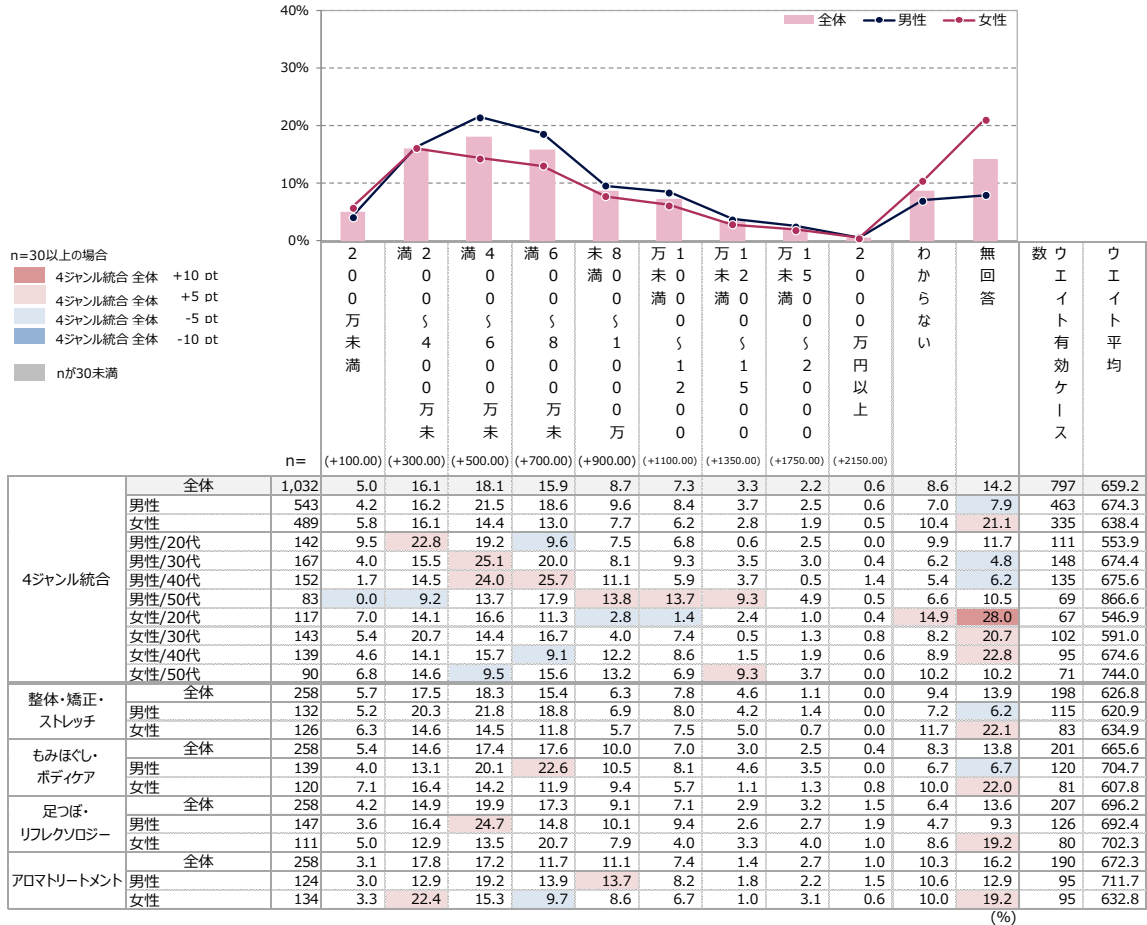 40%
30%
20%
10%
0%
全体 男性 女性
n=30以上の場合
4ジャンル統合 全体 +10 pt
4ジャンル統合 全体 +5 pt
4ジャンル統合 全体 -5 pt
4ジャンル統合 全体 -10 pt
nが30未満
200万未満
200～400万未満
400～600万未満
600～800万未満
800～1000万未満
1000～1200万未満
1200～1500万未満
1500～2000万未満
2000万円以上
わからない
無回答
ウエイト有効ケース数
ウエイト平均
n= (+100.00) (+300.00) (+500.00) (+700.00) (+900.00) (+1100.00) (+1350.00) (+1750.00) (+2150.00)
4ジャンル統合
全体 1,032 5.0 16.1 18.1 15.9 8.7 7.3 3.3 2.2 0.6 8.6 14.2 797 659.2
男性 543 4.2 16.2 21.5 18.6 9.6 8.4 3.7 2.5 0.6 7.0 7.9 463 674.3
女性 489 5.8 16.1 14.4 13.0 7.7 6.2 2.8 1.9 0.5 10.4 21.1 335 638.4
男性/20代 142 9.5 22.8 19.2 9.6 7.5 6.8 0.6 2.5 0.0 9.9 11.7 111 553.9
男性/30代 167 4.0 15.5 25.1 20.0 8.1 9.3 3.5 3.0 0.4 6.2 4.8 148 674.4
男性/40代 152 1.7 14.5 24.0 25.7 11.1 5.9 3.7 0.5 1.4 5.4 6.2 135 675.6
男性/50代 83 0.0 9.2 13.7 17.9 13.8 13.7 9.3 4.9 0.5 6.6 10.5 69 866.6
女性/20代 117 7.0 14.1 16.6 11.3 2.8 1.4 2.4 1.0 0.4 14.9 28.0 67 546.9
女性/30代 143 5.4 20.7 14.4 16.7 4.0 7.4 0.5 1.3 0.8 8.2 20.7 102 591.0
女性/40代 139 4.6 14.1 15.7 9.1 12.2 8.6 1.5 1.9 0.6 8.9 22.8 95 674.6
女性/50代 90 6.8 14.6 9.5 15.6 13.2 6.9 9.3 3.7 0.0 10.2 10.2 71 744.0
整体・矯正・
ストレッチ
全体 258 5.7 17.5 18.3 15.4 6.3 7.8 4.6 1.1 0.0 9.4 13.9 198 626.8
男性 132 5.2 20.3 21.8 18.8 6.9 8.0 4.2 1.4 0.0 7.2 6.2 115 620.9
女性 126 6.3 14.6 14.5 11.8 5.7 7.5 5.0 0.7 0.0 11.7 22.1 83 634.9
もみほぐし・
ボディケア
全体 258 5.4 14.6 17.4 17.6 10.0 7.0 3.0 2.5 0.4 8.3 13.8 201 665.6
男性 139 4.0 13.1 20.1 22.6 10.5 8.1 4.6 3.5 0.0 6.7 6.7 120 704.7
女性 120 7.1 16.4 14.2 11.9 9.4 5.7 1.1 1.3 0.8 10.0 22.0 81 607.8
足つぼ・
リフレクソロジー
全体 258 4.2 14.9 19.9 17.3 9.1 7.1 2.9 3.2 1.5 6.4 13.6 207 696.2
男性 147 3.6 16.4 24.7 14.8 10.1 9.4 2.6 2.7 1.9 4.7 9.3 126 692.4
女性 111 5.0 12.9 13.5 20.7 7.9 4.0 3.3 4.0 1.0 8.6 19.2 80 702.3
アロマトリートメント
全体 258 3.1 17.8 17.2 11.7 11.1 7.4 1.4 2.7 1.0 10.3 16.2 190 672.3
男性 124 3.0 12.9 19.2 13.9 13.7 8.2 1.8 2.2 1.5 10.6 12.9 95 711.7
女性 134 3.3 22.4 15.3 9.7 8.6 6.7 1.0 3.1 0.6 10.0 19.2 95 632.8
(%)